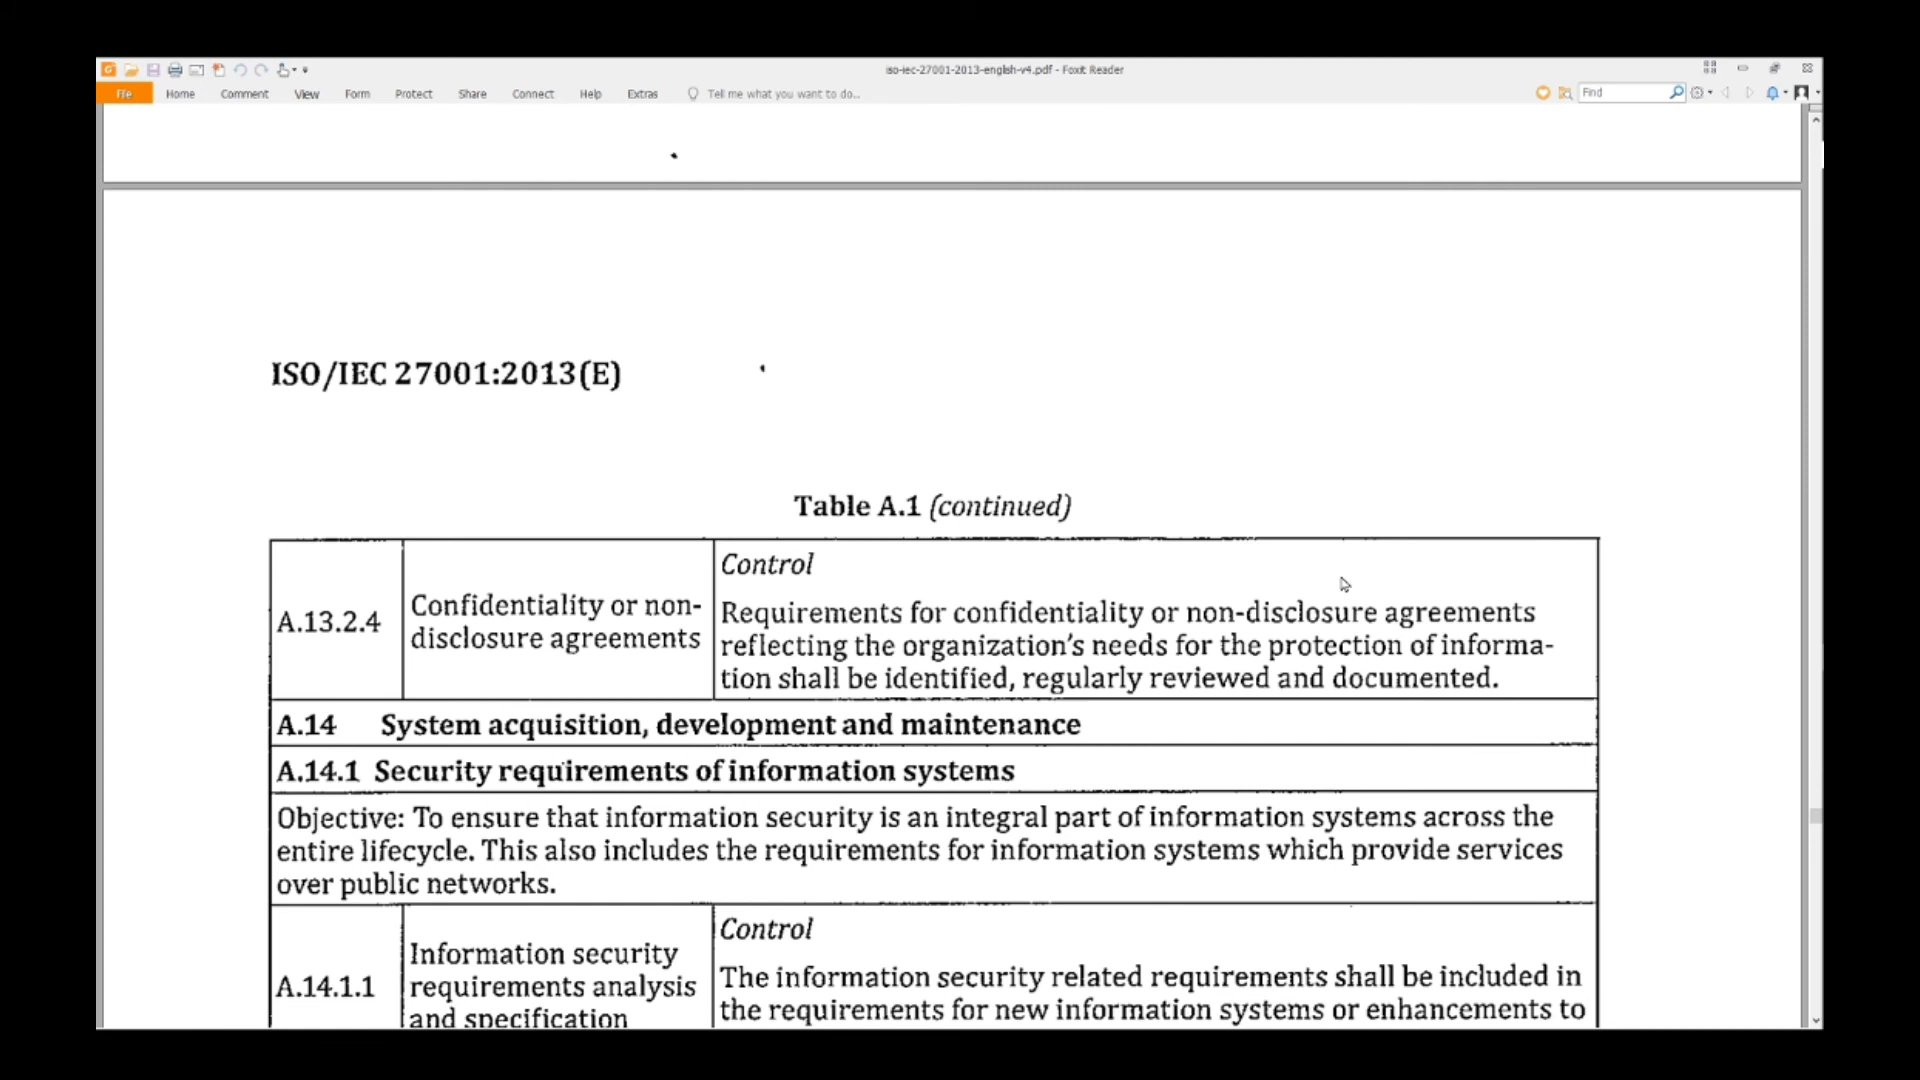 iso-iec-27001-2013-english-v4.pdf - Foxit Reader
File Home Comment View Form Protect Share Connect Help Extras Tell me what you want to do... Find
ISO/IEC 27001:2013(E)
Table A.1 (continued)
Control
A.13.2.4
Confidentiality or non-
disclosure agreements
Requirements for confidentiality or non-disclosure agreements
reflecting the organization's needs for the protection of informa-
tion shall be identified, regularly reviewed and documented.
A.14 System acquisition, development and maintenance
A.14.1 Security requirements of information systems
Objective: To ensure that information security is an integral part of information systems across the
entire lifecycle. This also includes the requirements for information systems which provide services
over public networks.
Control
A.14.1.1
Information security
requirements analysis
and specification
The information security related requirements shall be included in
the requirements for new information systems or enhancements to